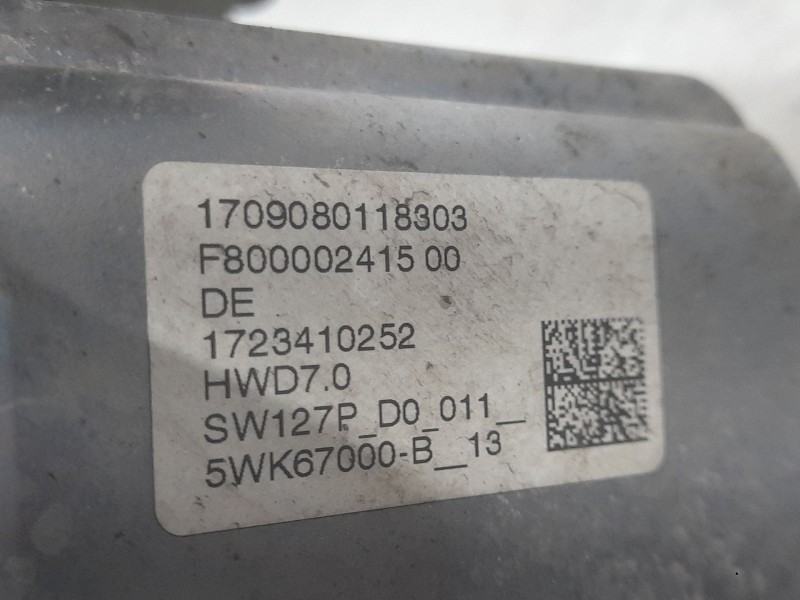 1709080118303
F800002415 00
DE
1723410252
HWD7.0
SW127P_D0_011__
5WK67000-B__13